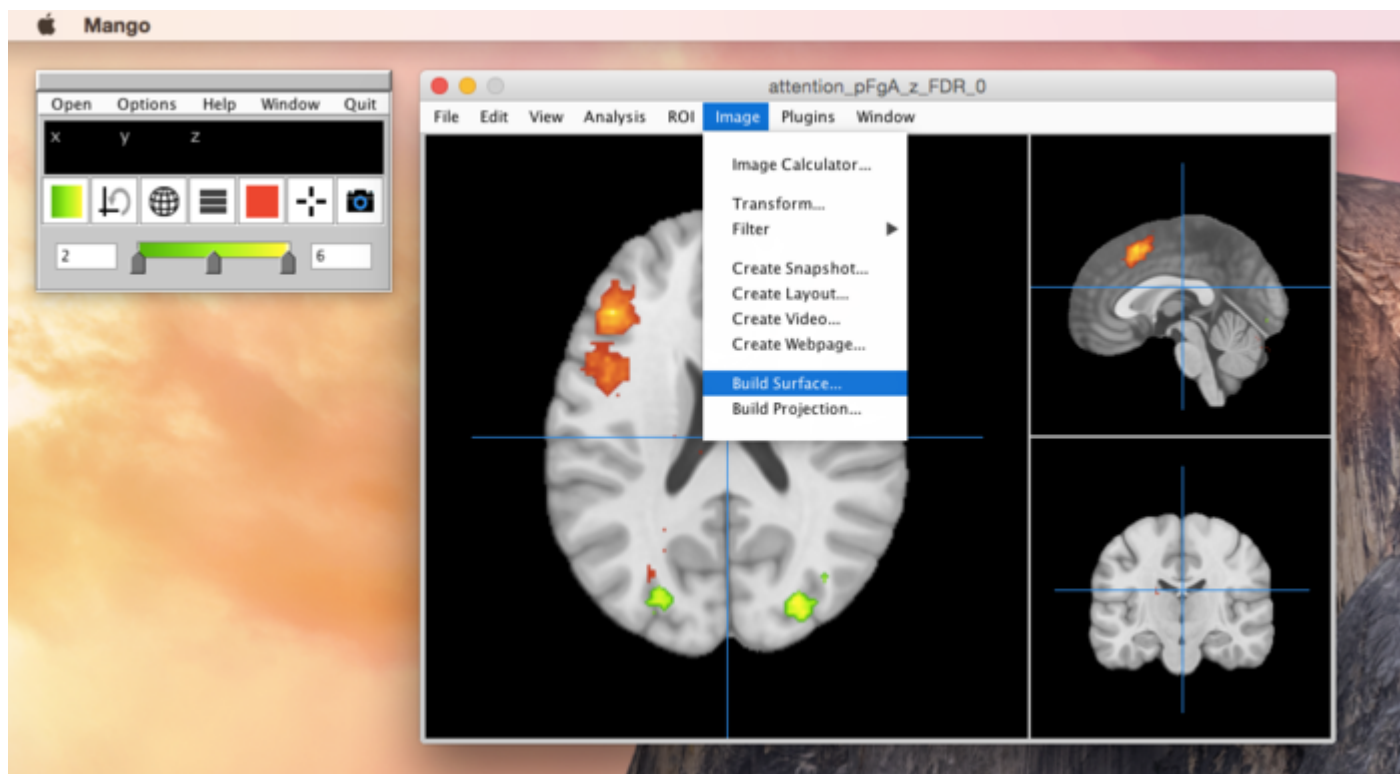 Mango
Open Options Help Window Quit
x y z
2 6
attention_pFgA_z_FDR_0
File Edit View Analysis ROI Image Plugins Window
Image Calculator...
Transform...
Filter
Create Snapshot...
Create Layout...
Create Video...
Create Webpage...
Build Surface...
Build Projection...